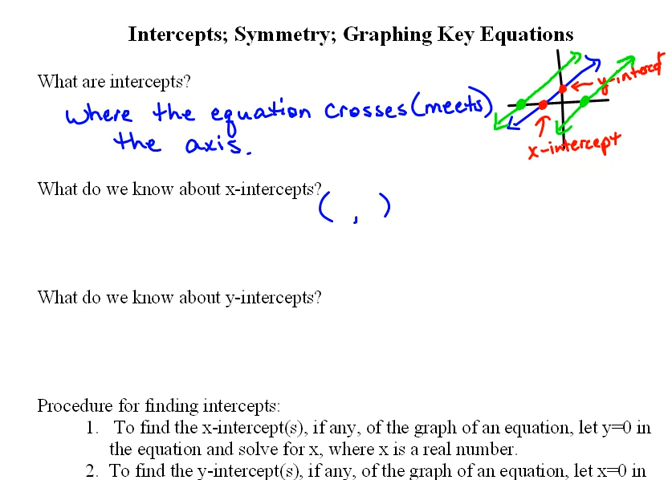 Intercepts; Symmetry; Graphing Key Equations
What are intercepts?
where the equation crosses (meets)
the axis.
y-intercept
x-intercept
What do we know about x-intercepts?
( , )
What do we know about y-intercepts?
Procedure for finding intercepts:
1. To find the x-intercept(s), if any, of the graph of an equation, let y=0 in
the equation and solve for x, where x is a real number.
2. To find the y-intercept(s), if any, of the graph of an equation, let x=0 in